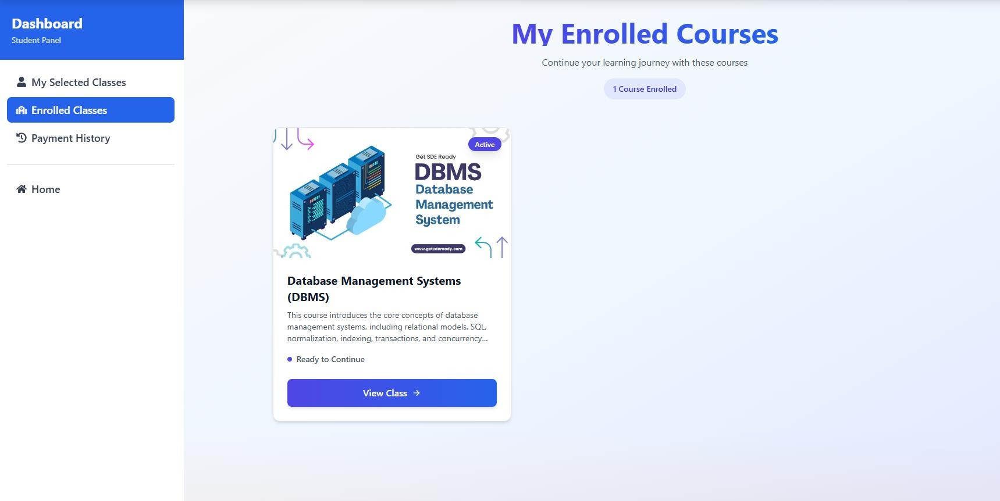 Dashboard
Student Panel
My Selected Classes
Enrolled Classes
Payment History
Home
My Enrolled Courses
Continue your learning journey with these courses
1 Course Enrolled
Active
Get SDE Ready
DBMS
Database
Management
System
www.getsdeready.com
Database Management Systems
(DBMS)
This course introduces the core concepts of database
management systems, including relational models, SQL,
normalization, indexing, transactions, and concurrency...
Ready to Continue
View Class